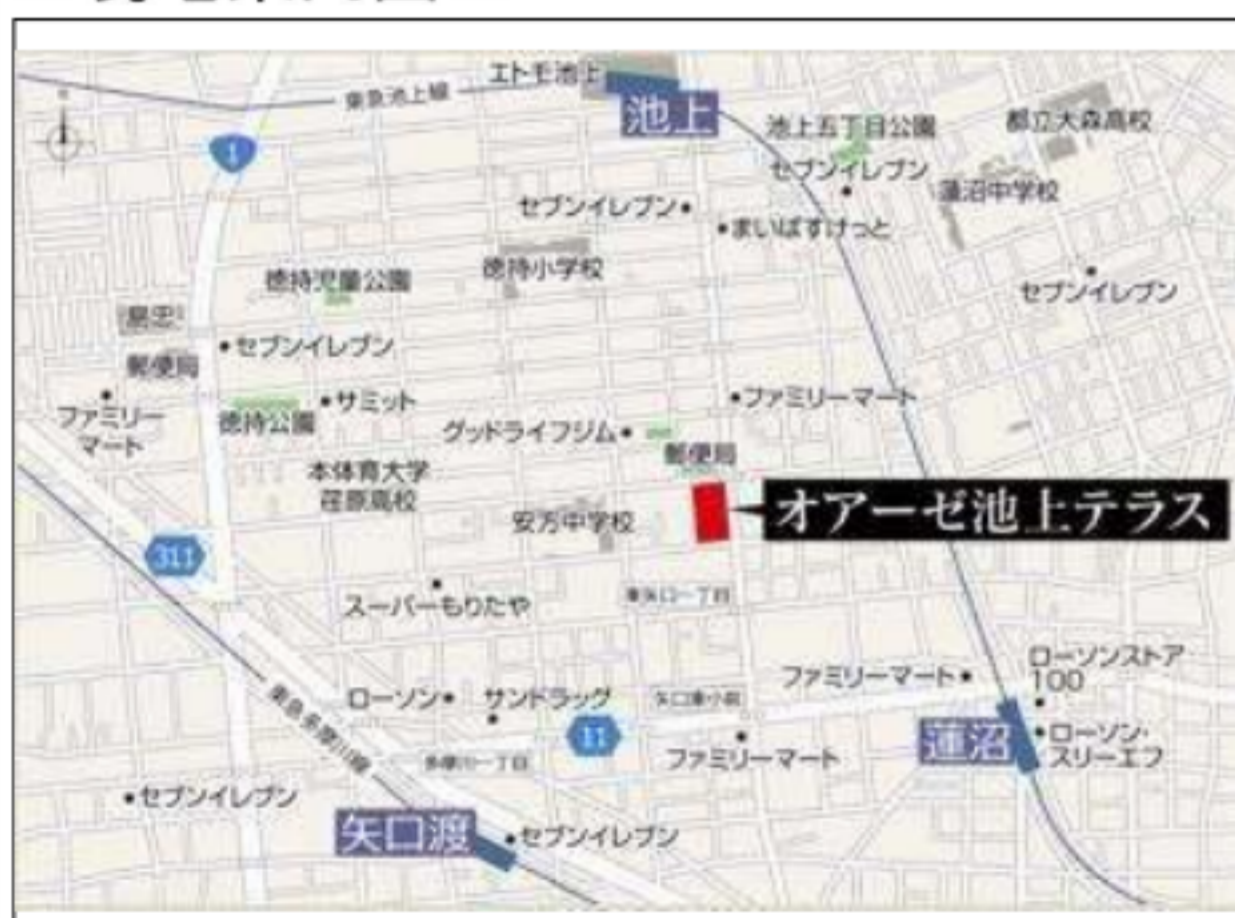 エトモ池上
東急池上線
池上
池上五丁目公園
都立大森高校
1
セブンイレブン
蓮沼中学校
セブンイレブン
まいばすけっと
徳持小学校
徳持児童公園
セブンイレブン
島忠
セブンイレブン
郵便局
ファミリー
マート
サミット
ファミリーマート
徳持公園
グッドライフジム
郵便局
本体育大学
荏原高校
オアーゼ池上テラス
安方中学校
311
スーパーもりたや
東矢口一丁目
ローソンストア
100
ファミリーマート
東急多摩川線
ローソン
サンドラッグ
矢口東小前
11
蓮沼
ローソン・
スリーエフ
多摩川一丁目
ファミリーマート
セブンイレブン
矢口渡
セブンイレブン